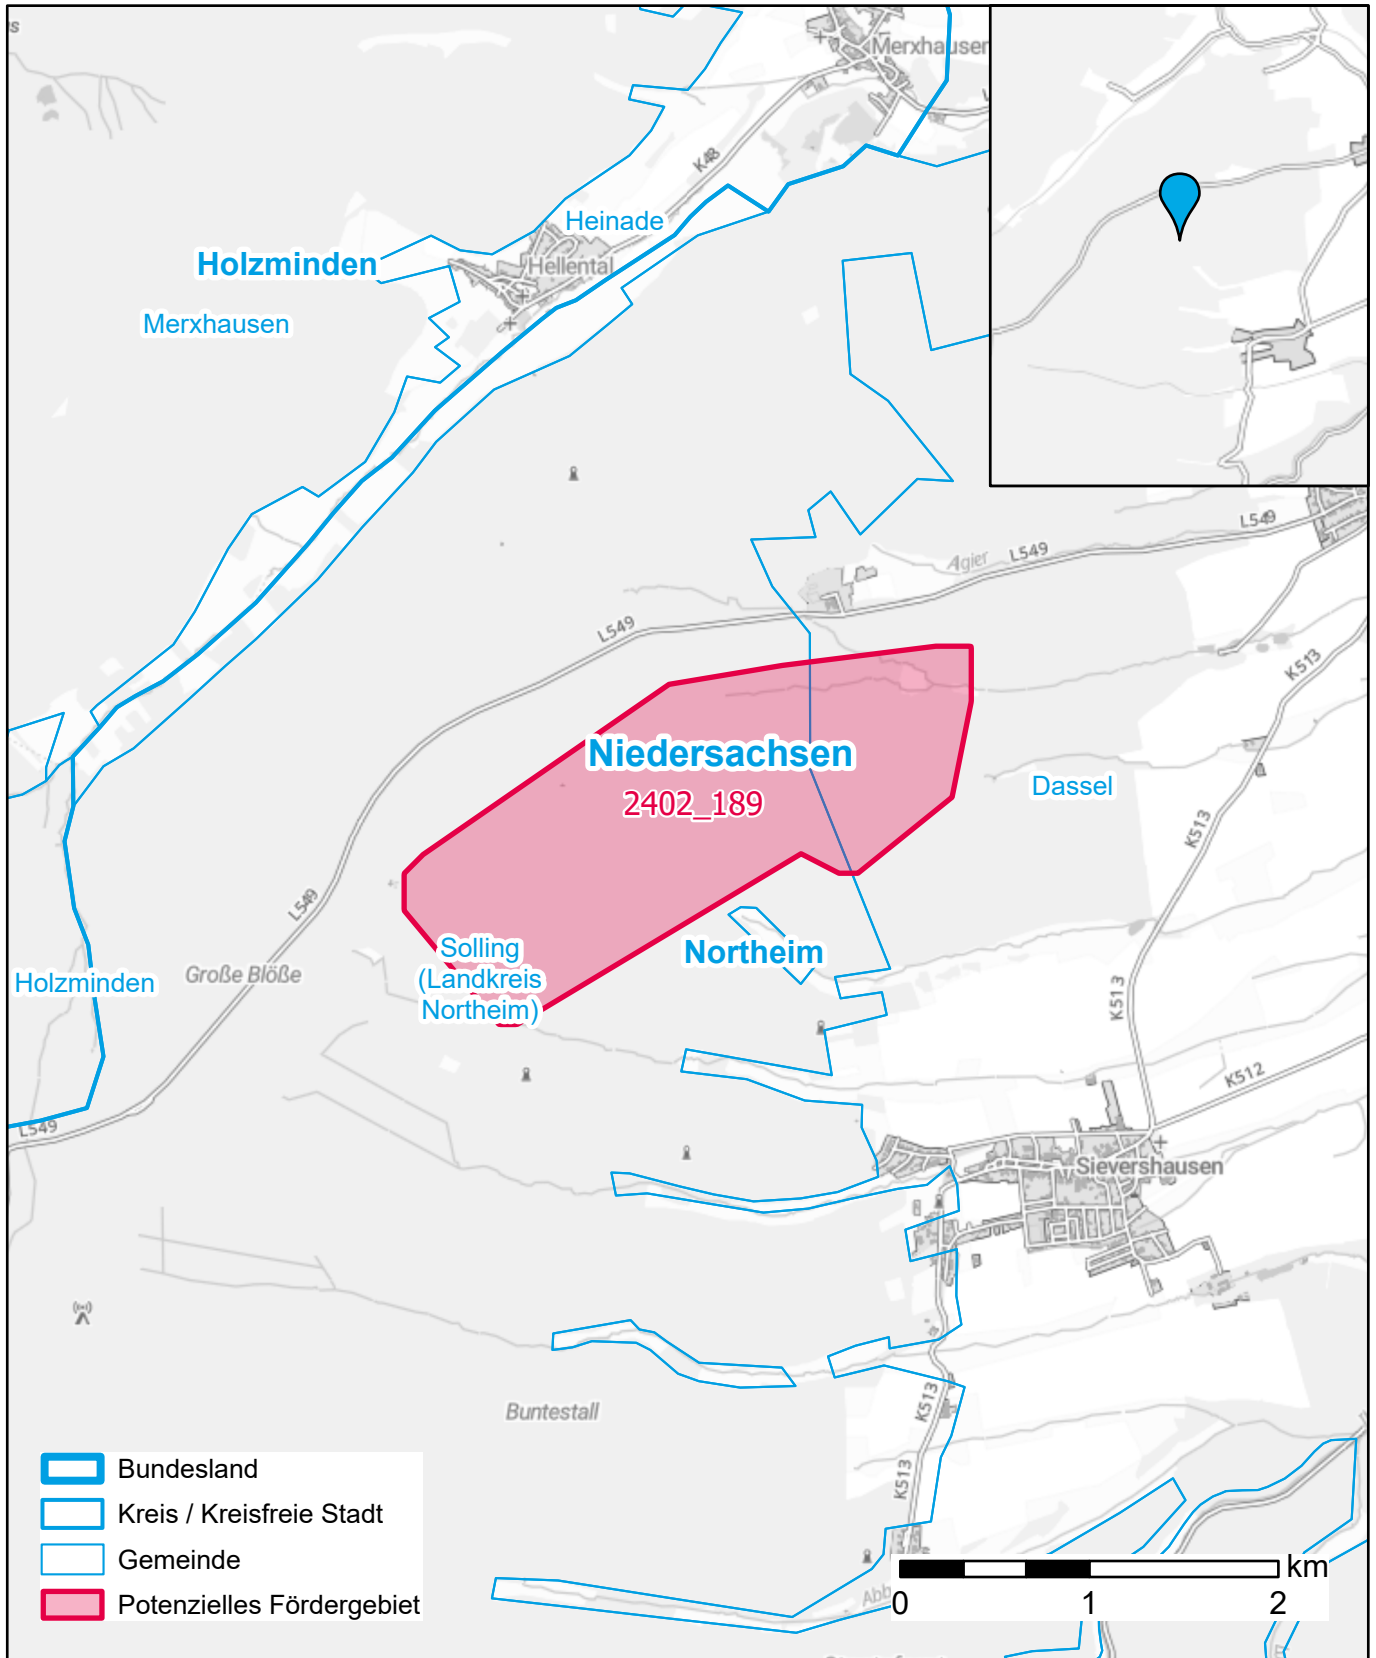 Merxhausen
K48
Heinade
Holzminden
Hellental
Merxhausen
L549
Agier
L549
L549
K513
Niedersachsen
2402_189
Dassel
K513
L549
Solling
(Landkreis
Northeim)
Northeim
Große Blöße
Holzminden
K513
K512
L549
Sievershausen
K513
Buntestall
K513
Bundesland
Kreis / Kreisfreie Stadt
Gemeinde
Potenzielles Fördergebiet
km
0 1 2